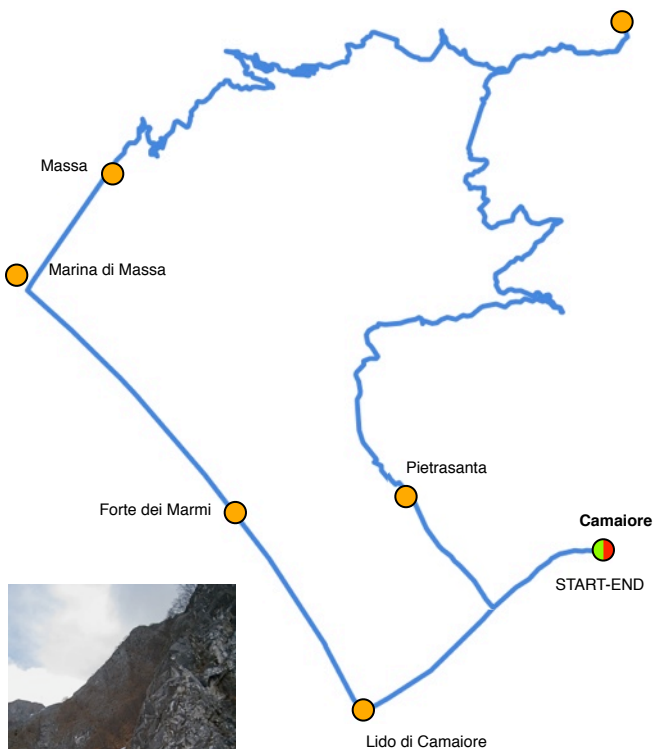 Massa
Marina di Massa
Pietrasanta
Forte dei Marmi
Camaiore
START-END
Lido di Camaiore